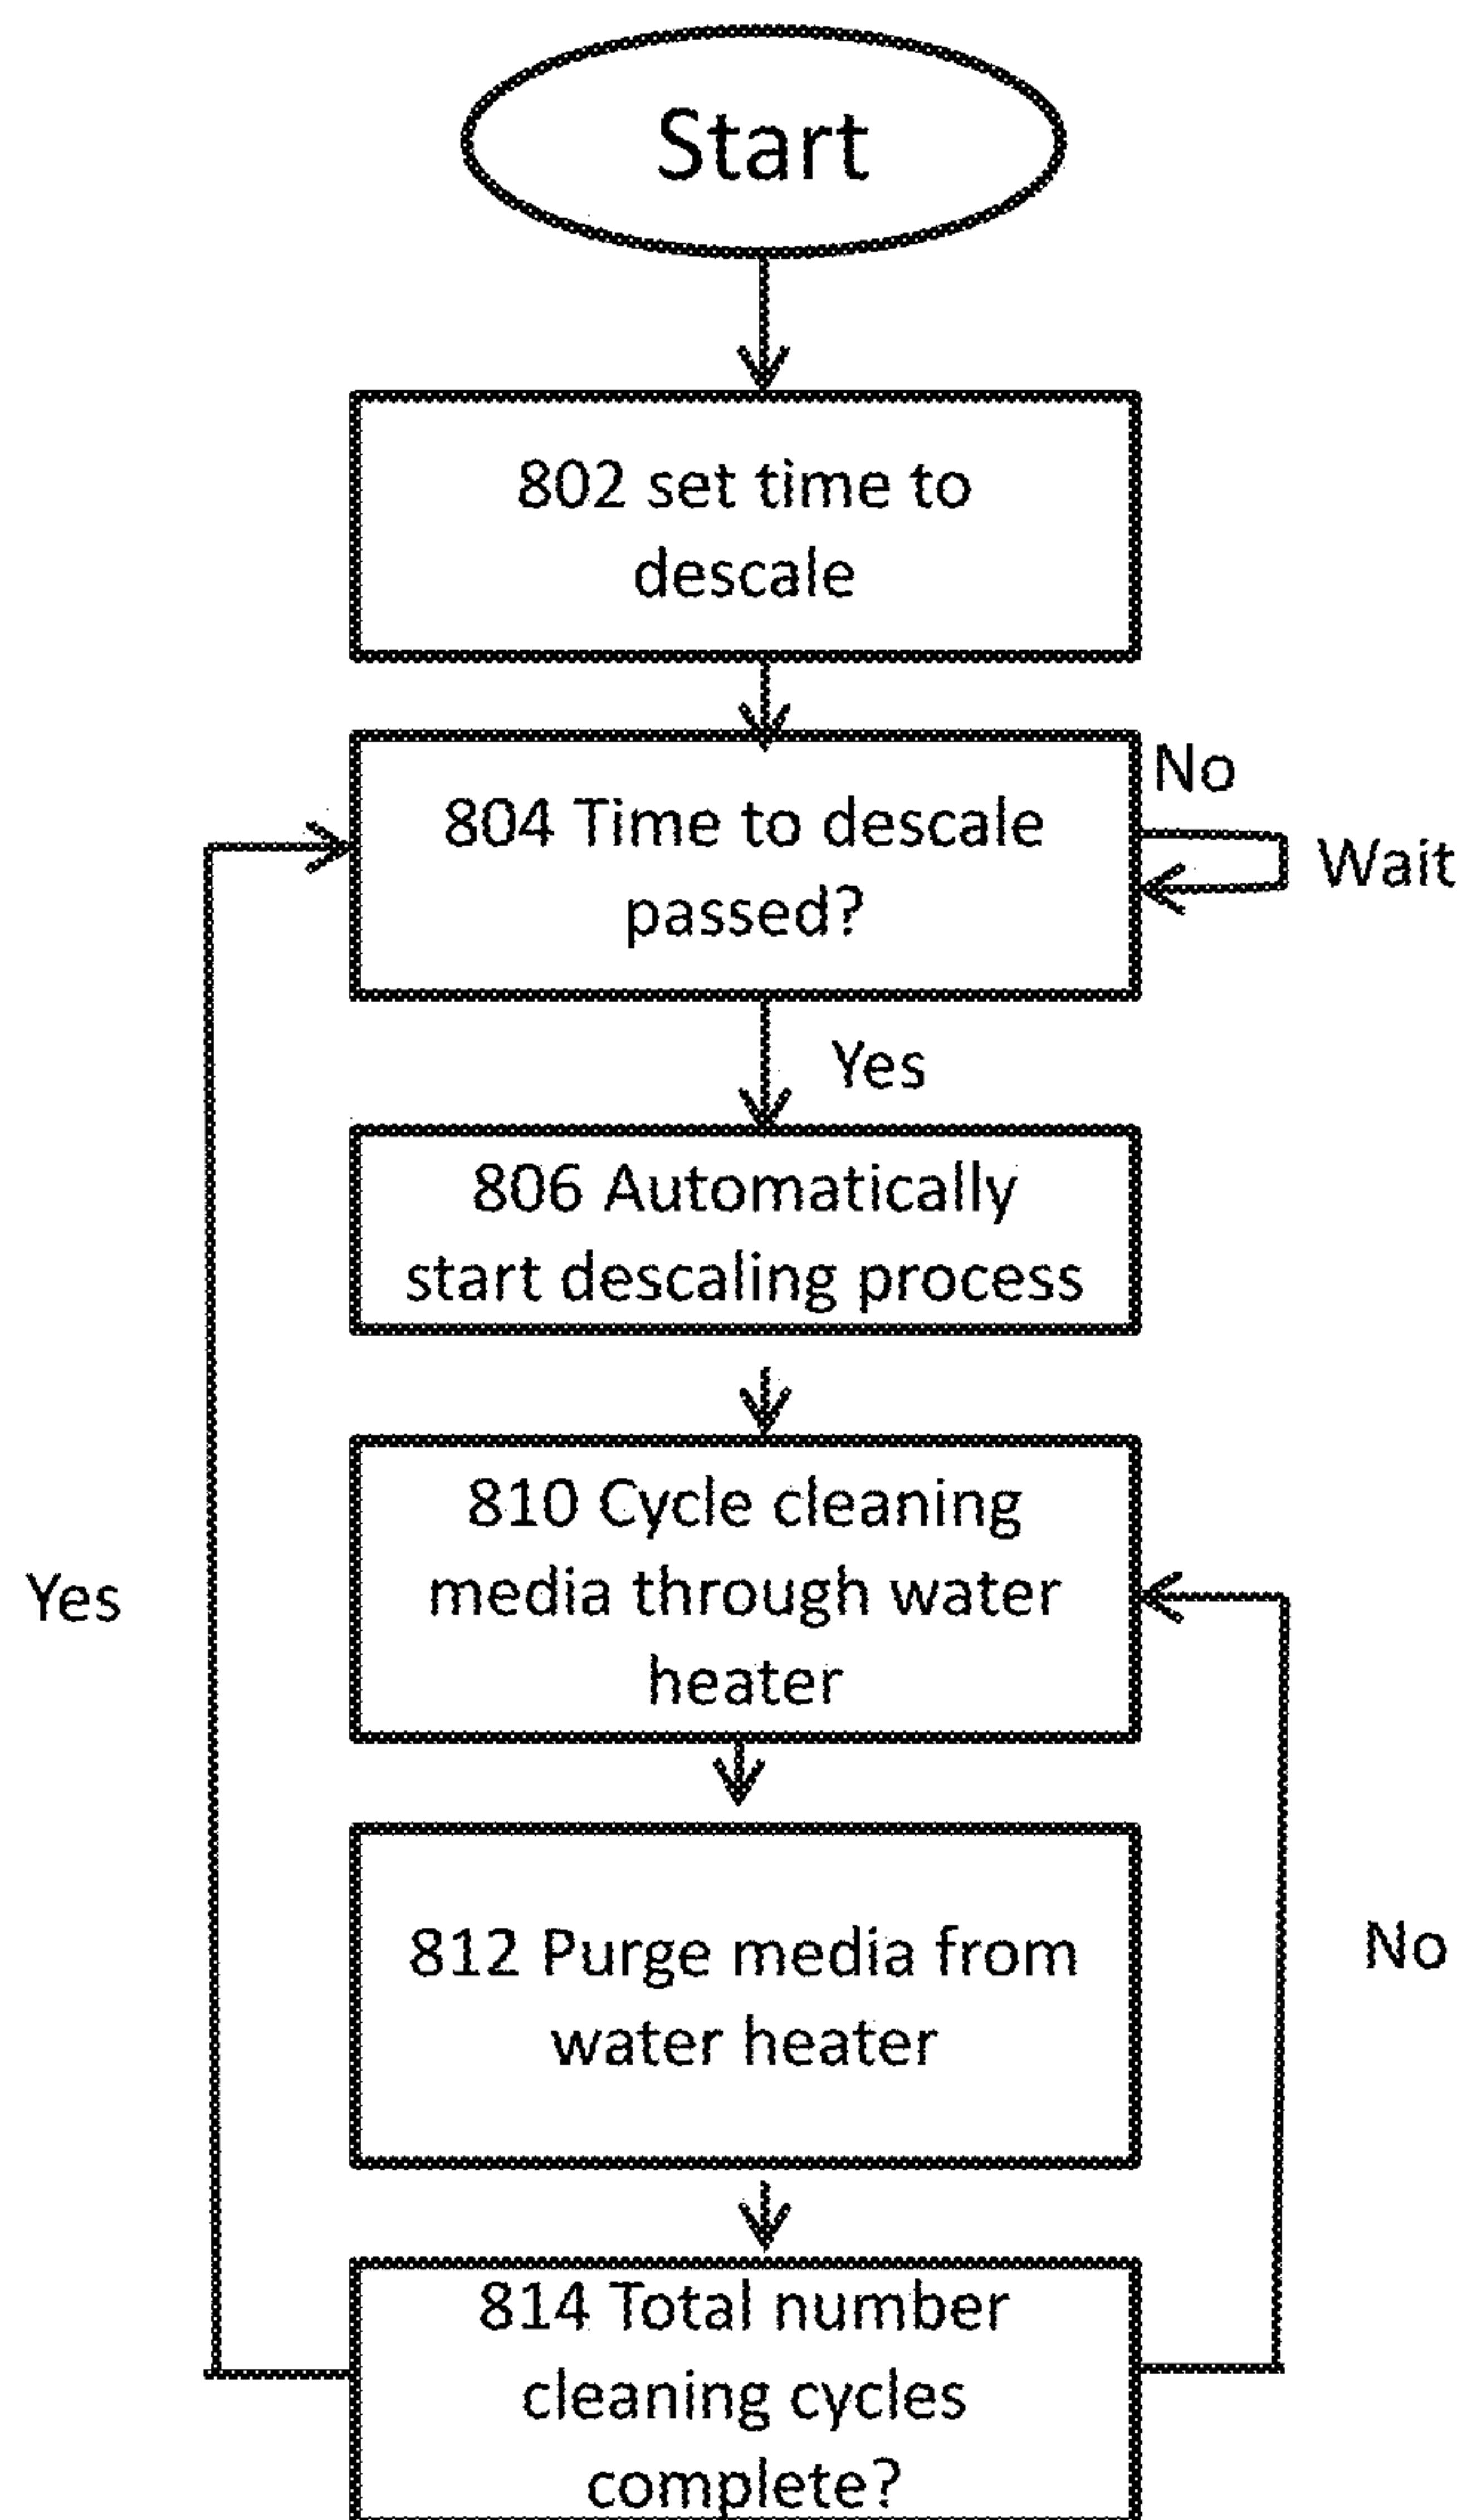 Start
802 set time to
descale
No
804 Time to descale
Wait
passed?
Yes
806 Automatically
start descaling process
810 Cycle cleaning
media through water
Yes
heater
812 Purge media from
No
water heater
814 Total number
cleaning cycles
complete?